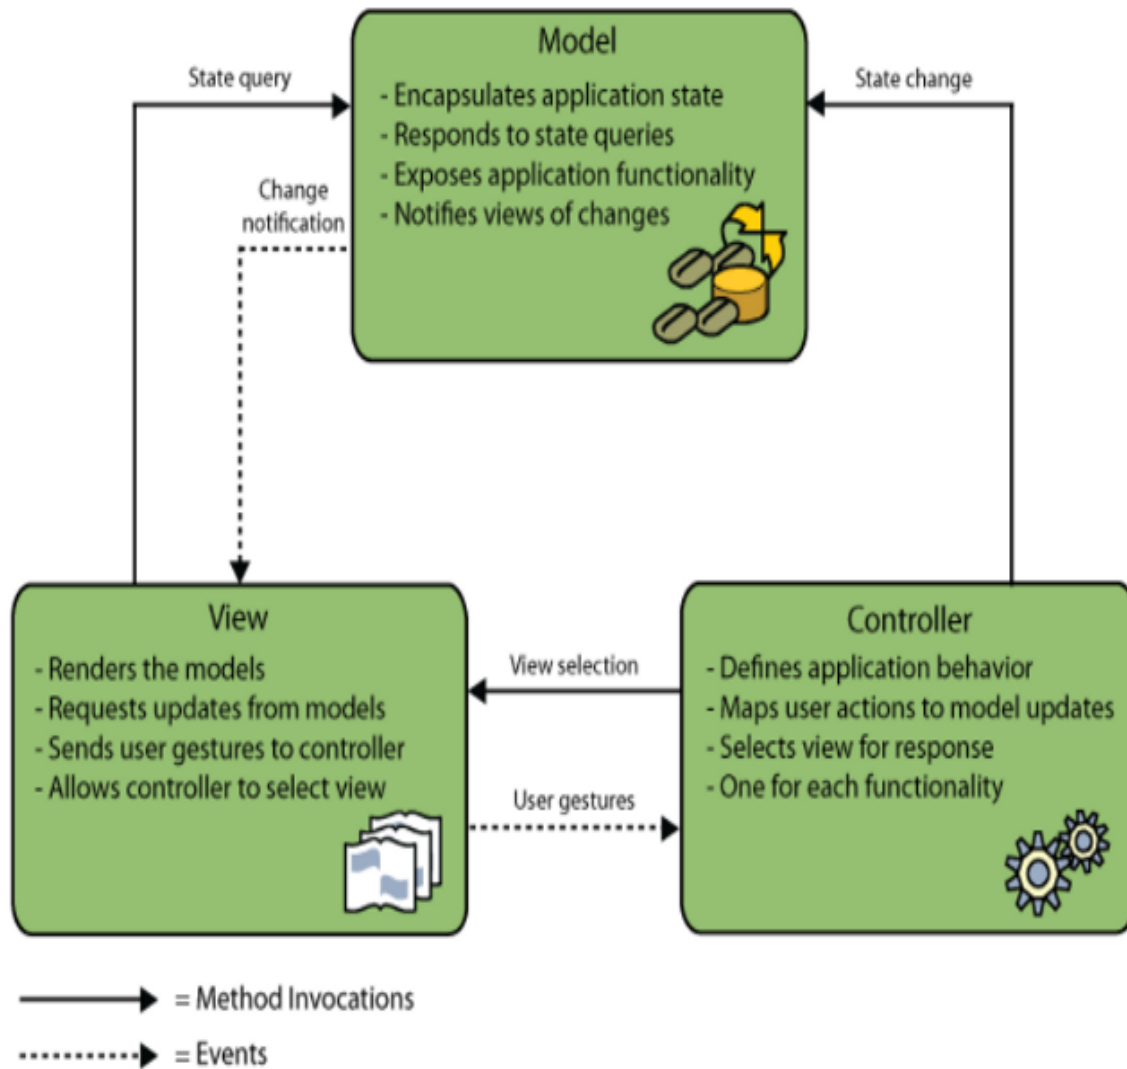 Model
- Encapsulates application state
- Responds to state queries
- Exposes application functionality
- Notifies views of changes
State query
State change
Change
notification
View
- Renders the models
- Requests updates from models
- Sends user gestures to controller
- Allows controller to select view
View selection
User gestures
Controller
- Defines application behavior
- Maps user actions to model updates
- Selects view for response
- One for each functionality
= Method Invocations
= Events